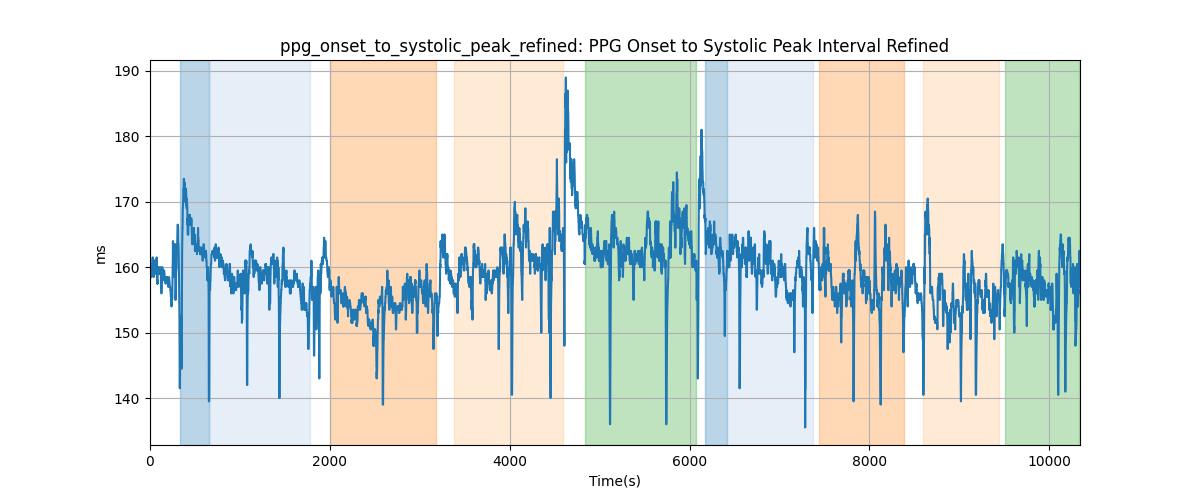 ppg_onset_to_systolic_peak_refined: PPG Onset to Systolic Peak Interval Refined
190
180
170
160
150
140
ms
0 2000 4000 6000 8000 10000
Time(s)